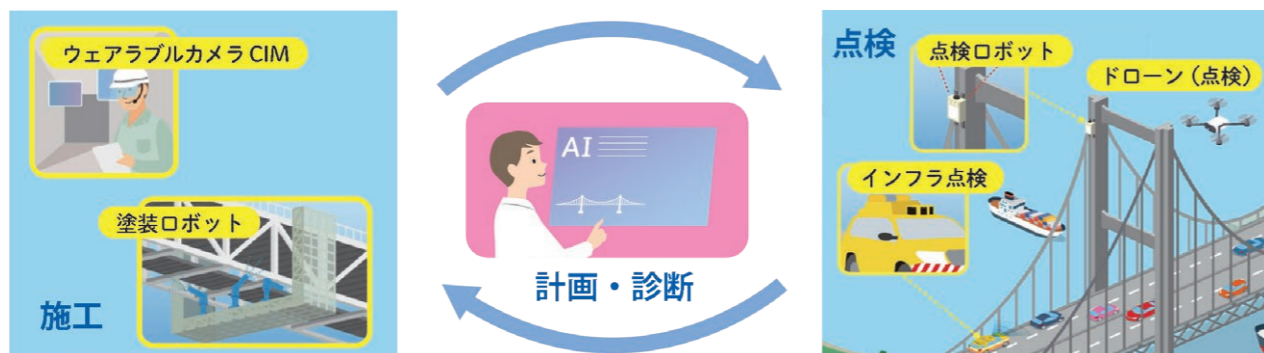 ウェアラブルカメラ CIM
塗装ロボット
施工
AI
計画・診断
点検
点検ロボット
ドローン（点検）
インフラ点検